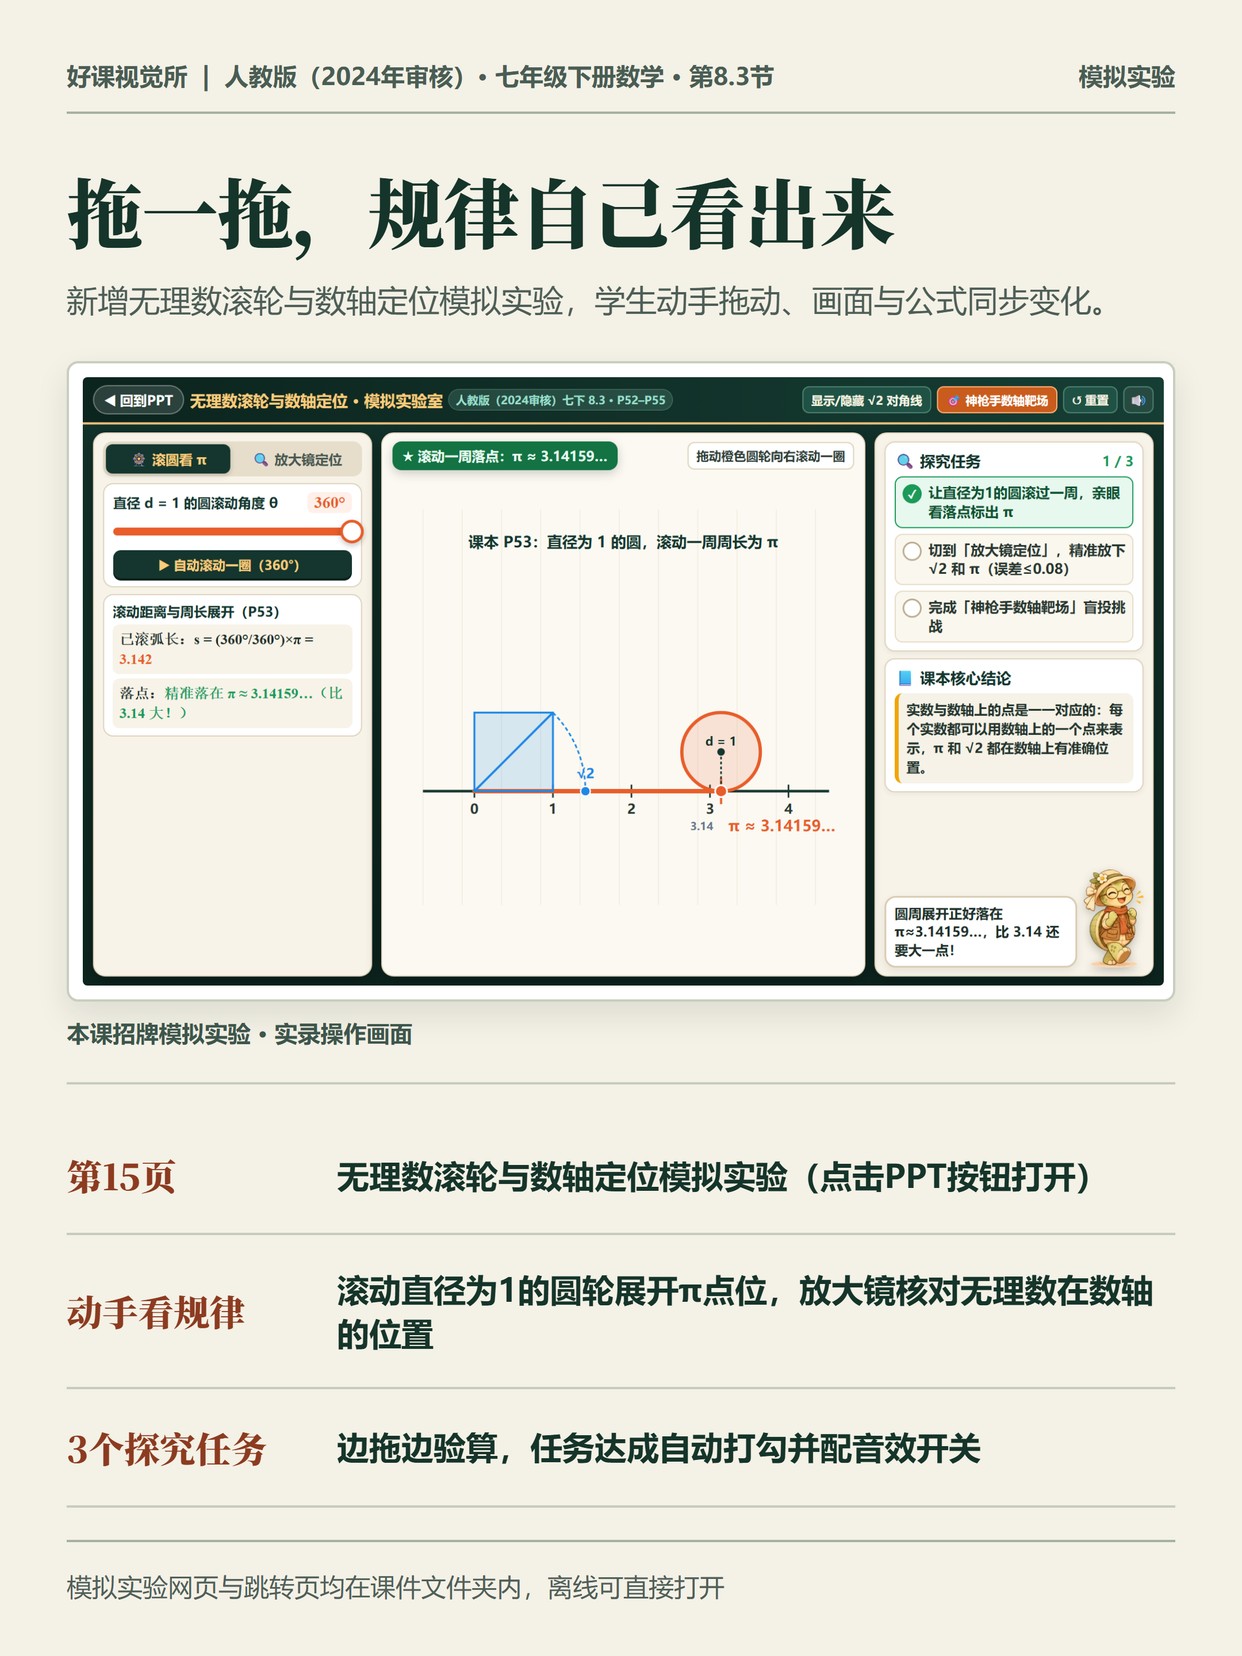 好课视觉所 | 人教版（2024年审核）• 七年级下册数学 • 第8.3节
模拟实验
拖一拖，规律自己看出来
新增无理数滚轮与数轴定位模拟实验，学生动手拖动、画面与公式同步变化。
◀ 回到PPT
无理数滚轮与数轴定位 • 模拟实验室
人教版（2024审核）七下 8.3 • P52–P55
显示/隐藏 √2 对角线
神枪手数轴靶场
↺ 重置
滚圆看 π
放大镜定位
直径 d = 1 的圆滚动角度 θ
360°
▶ 自动滚动一圈（360°）
滚动距离与周长展开（P53）
已滚弧长：s = (360°/360°)×π =
3.142
落点：精准落在 π ≈ 3.14159…（比
3.14 大！）
★ 滚动一周落点：π ≈ 3.14159…
拖动橙色圆轮向右滚动一圈
课本 P53：直径为 1 的圆，滚动一周周长为 π
d = 1
√2
0 1 2 3 4
3.14 π ≈ 3.14159…
探究任务
1 / 3
让直径为1的圆滚过一周，亲眼
看落点标出 π
切到「放大镜定位」，精准放下
√2 和 π（误差≤0.08）
完成「神枪手数轴靶场」盲投挑
战
课本核心结论
实数与数轴上的点是一一对应的：每
个实数都可以用数轴上的一个点来表
示，π 和 √2 都在数轴上有准确位
置。
圆周展开正好落在
π≈3.14159…，比 3.14 还
要大一点！
本课招牌模拟实验 • 实录操作画面
第15页
无理数滚轮与数轴定位模拟实验（点击PPT按钮打开）
动手看规律
滚动直径为1的圆轮展开π点位，放大镜核对无理数在数轴
的位置
3个探究任务
边拖边验算，任务达成自动打勾并配音效开关
模拟实验网页与跳转页均在课件文件夹内，离线可直接打开